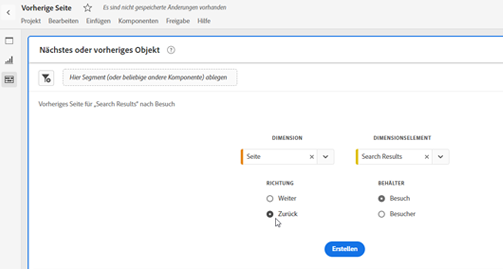 Vorherige Seite
Es sind nicht gespeicherte Änderungen vorhanden
Projekt Bearbeiten Einfügen Komponenten Freigabe Hilfe
Nächstes oder vorheriges Objekt ?
Hier Segment (oder beliebige andere Komponente) ablegen
Vorheriges Seite für „Search Results“ nach Besuch
DIMENSION DIMENSIONSELEMENT
Seite Search Results
RICHTUNG BEHÄLTER
Weiter Besuch
Zurück Besucher
Erstellen